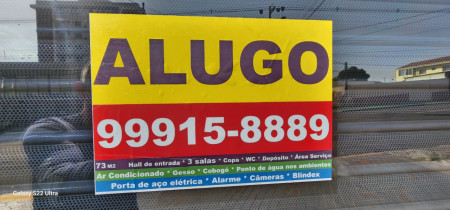 ALUGO
99915-8889
73 M2 Hall de entrada * 3 salas * Copa * WC * Depósito * Área Serviço
Ar Condicionado * Gesso * Cobogó * Ponto de água nos ambientes
Porta de aço elétrica * Alarme * Câmeras * Blindex
Galaxy S22 Ultra